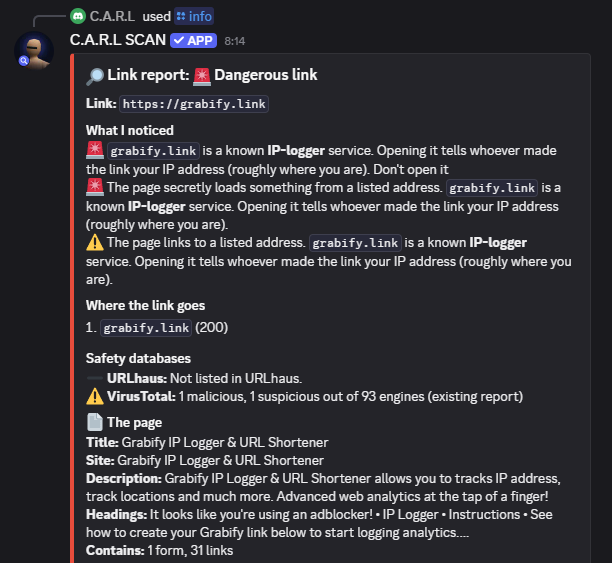 C.A.R.L used info
C.A.R.L SCAN ✓ APP 8:14
🔎 Link report: 🚨 Dangerous link
Link: https://grabify.link
What I noticed
🚨 grabify.link is a known IP-logger service. Opening it tells whoever made
the link your IP address (roughly where you are). Don't open it
🚨 The page secretly loads something from a listed address. grabify.link is a
known IP-logger service. Opening it tells whoever made the link your IP address
(roughly where you are).
⚠️ The page links to a listed address. grabify.link is a known IP-logger
service. Opening it tells whoever made the link your IP address (roughly where you
are).
Where the link goes
1. grabify.link (200)
Safety databases
➖ URLhaus: Not listed in URLhaus.
⚠️ VirusTotal: 1 malicious, 1 suspicious out of 93 engines (existing report)
📄 The page
Title: Grabify IP Logger & URL Shortener
Site: Grabify IP Logger & URL Shortener
Description: Grabify IP Logger & URL Shortener allows you to tracks IP address,
track locations and much more. Advanced web analytics at the tap of a finger!
Headings: It looks like you're using an adblocker! • IP Logger • Instructions • See
how to create your Grabify link below to start logging analytics....
Contains: 1 form, 31 links